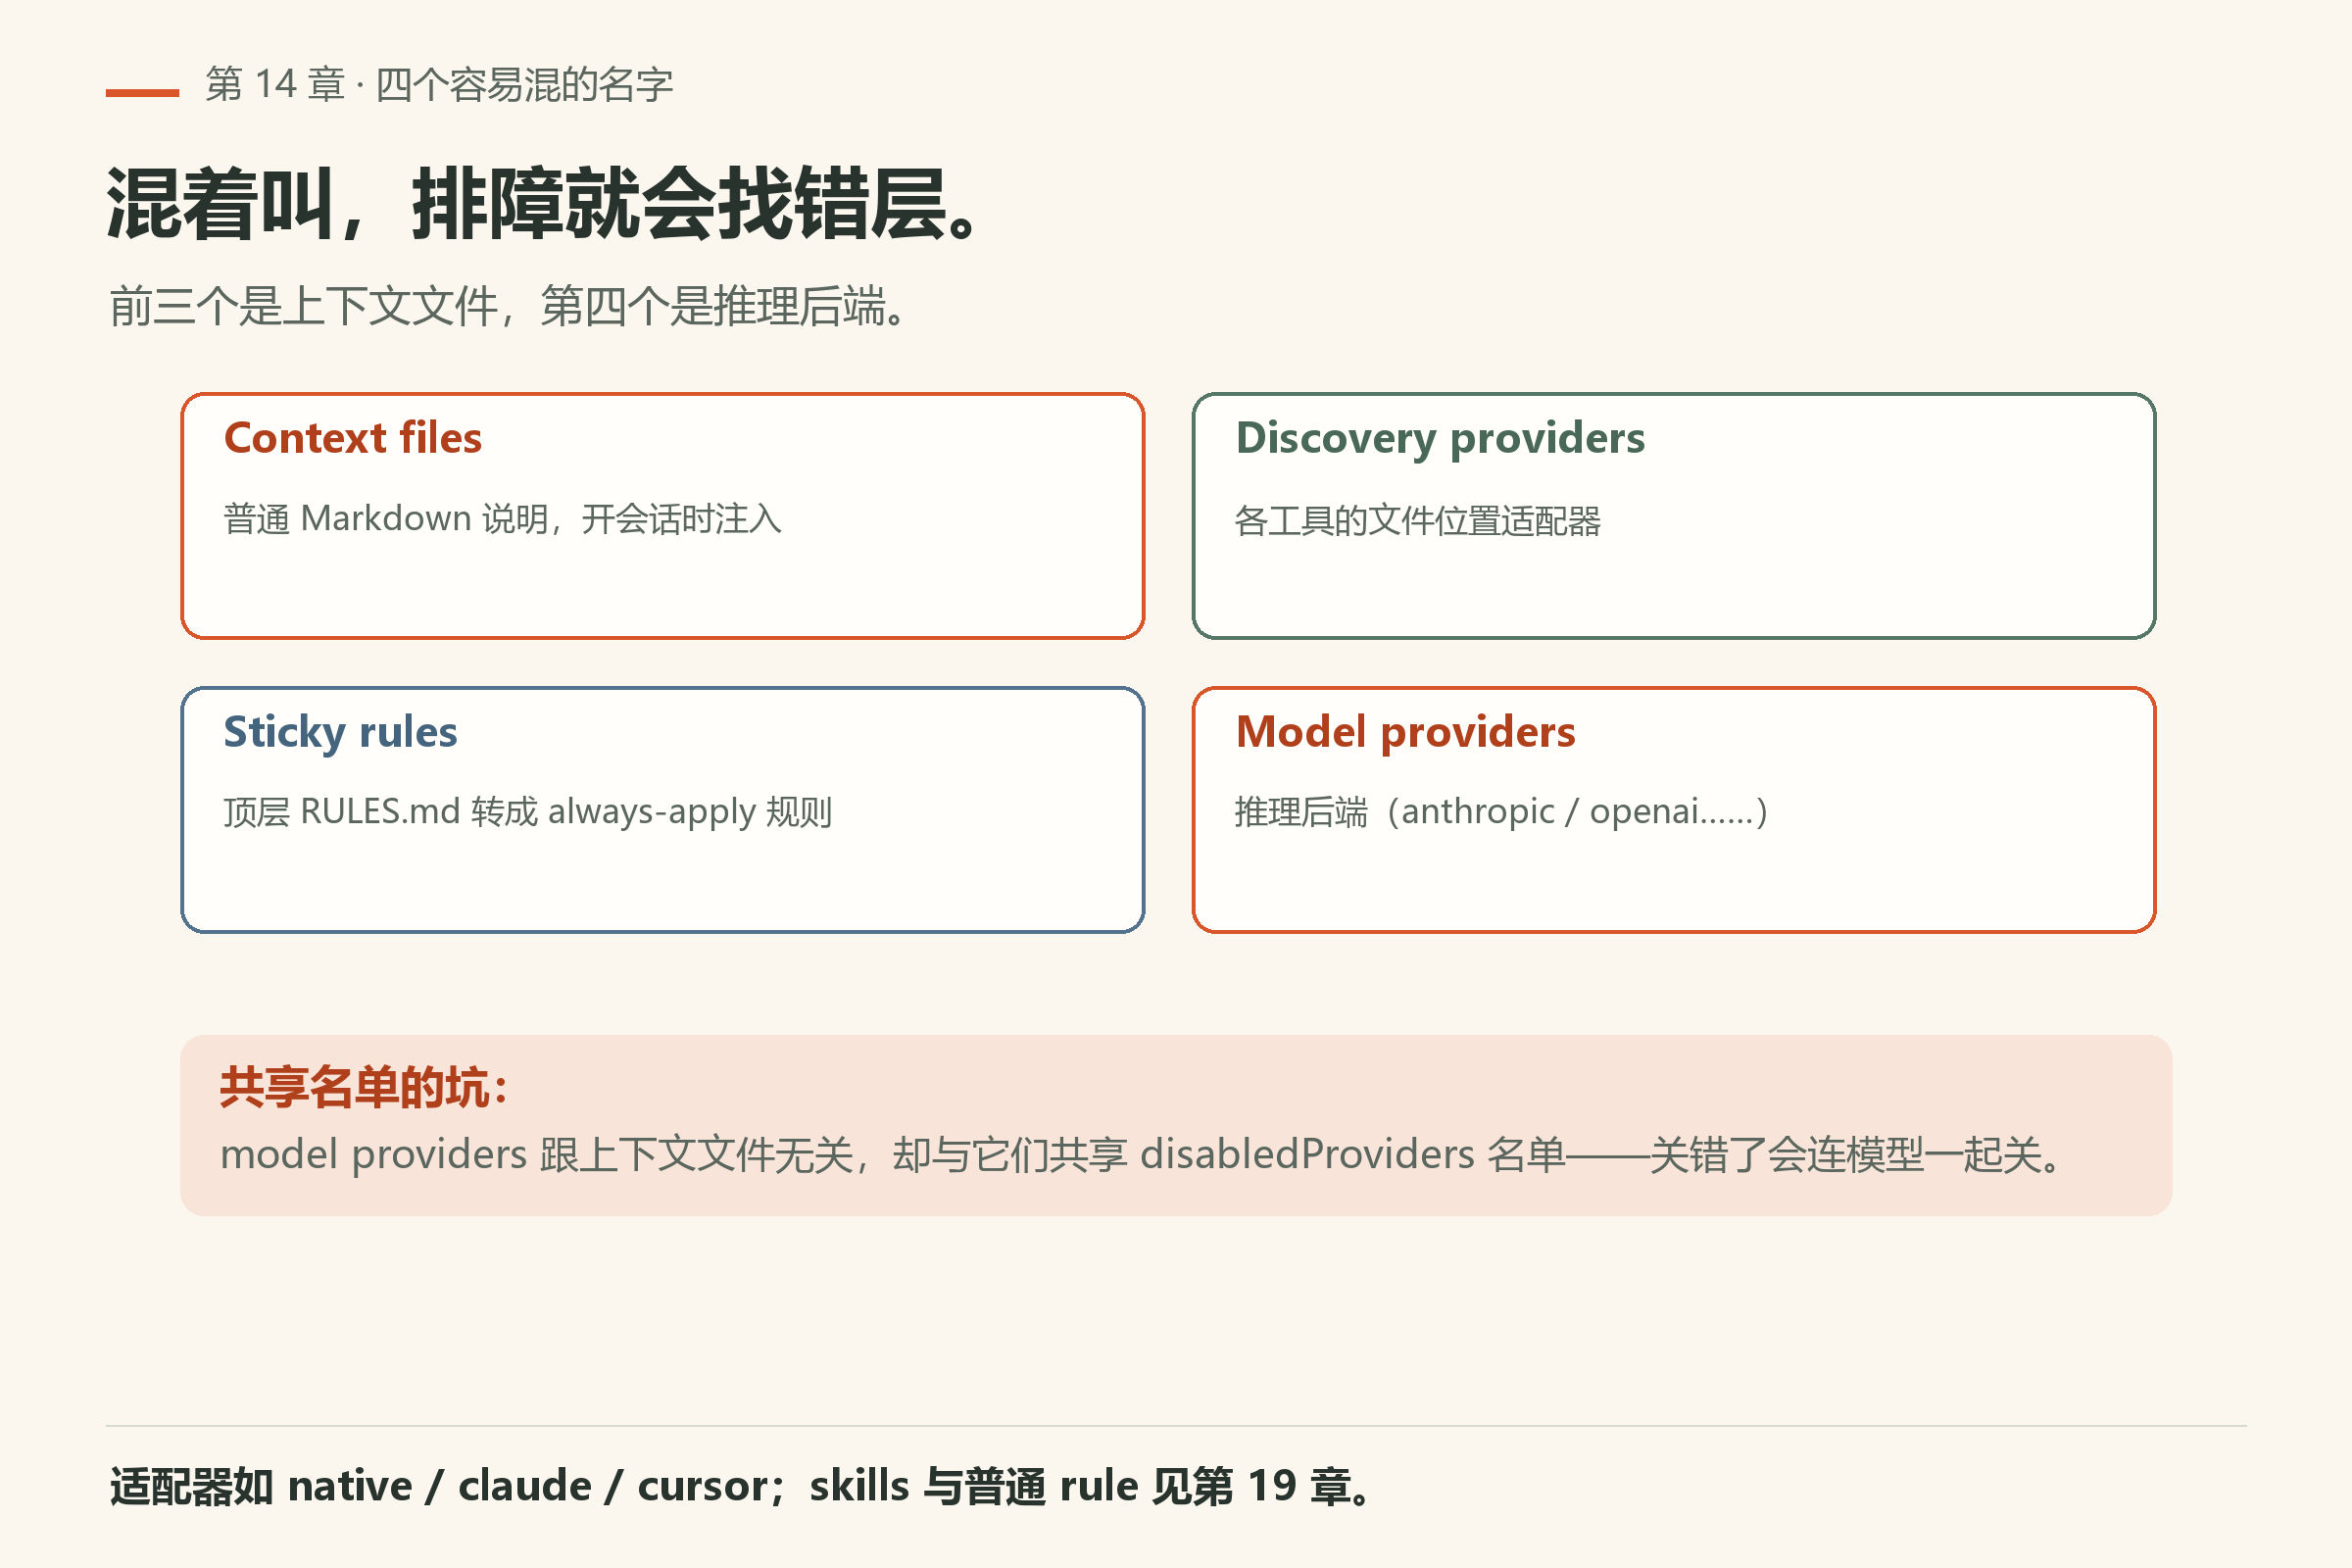 第 14 章 · 四个容易混的名字
混着叫，排障就会找错层。
前三个是上下文文件，第四个是推理后端。
Context files
普通 Markdown 说明，开会话时注入
Discovery providers
各工具的文件位置适配器
Sticky rules
顶层 RULES.md 转成 always-apply 规则
Model providers
推理后端（anthropic / openai……）
共享名单的坑：
model providers 跟上下文文件无关，却与它们共享 disabledProviders 名单——关错了会连模型一起关。
适配器如 native / claude / cursor；skills 与普通 rule 见第 19 章。